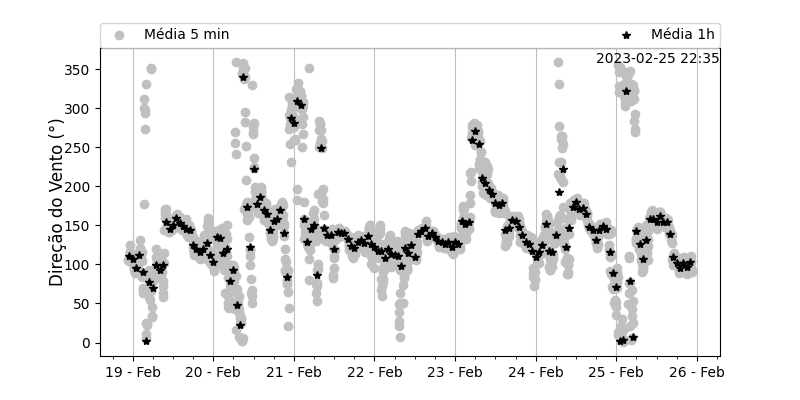 Média 5 min
Média 1h
2023-02-25 22:35
Direção do Vento (°)
350
300
250
200
150
100
50
0
19 - Feb
20 - Feb
21 - Feb
22 - Feb
23 - Feb
24 - Feb
25 - Feb
26 - Feb